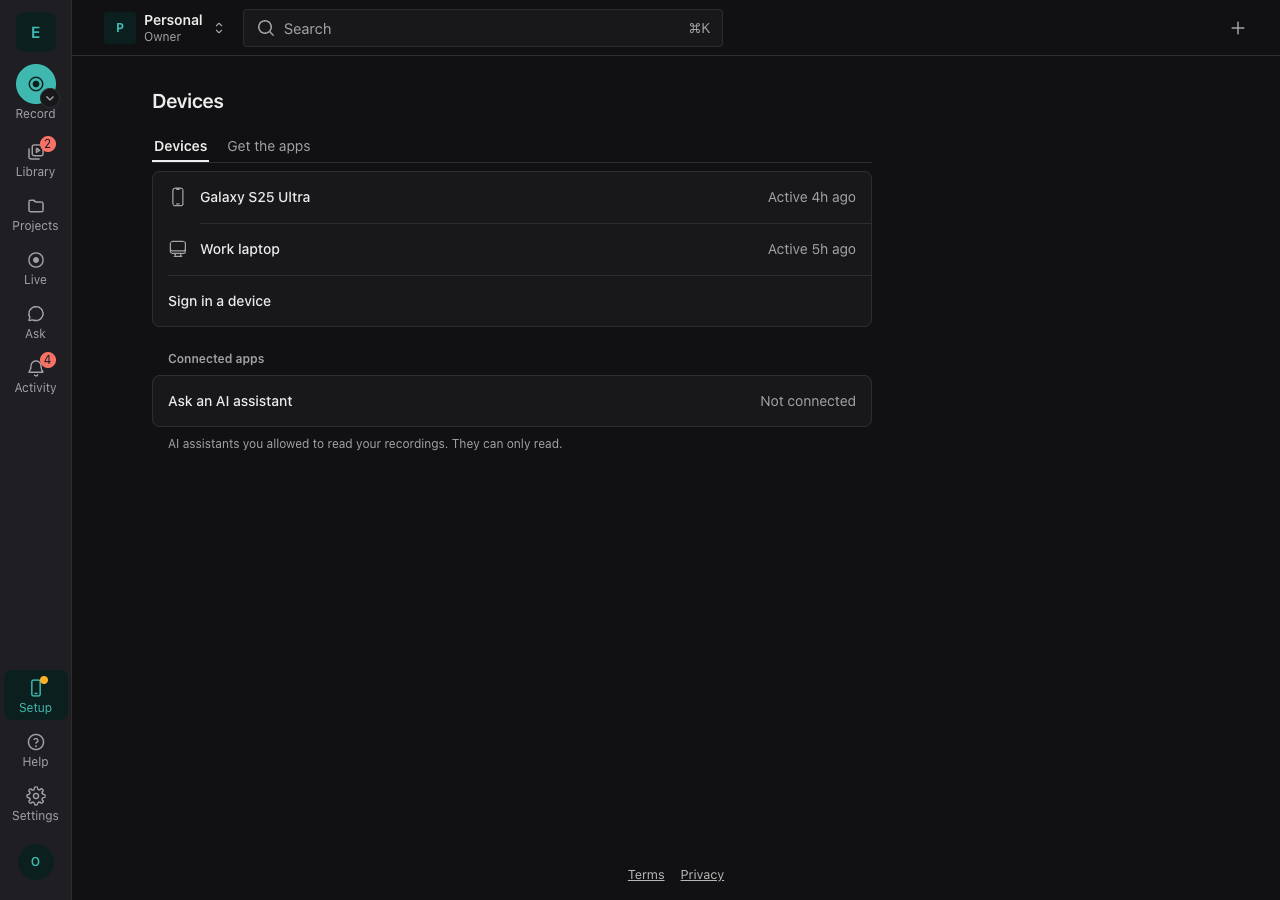 E
Record
2
Library
Projects
Live
Ask
4
Activity
Setup
Help
Settings
O
P
Personal
Owner
Search
⌘K
Devices
Devices
Get the apps
Galaxy S25 Ultra
Active 4h ago
Work laptop
Active 5h ago
Sign in a device
Connected apps
Ask an AI assistant
Not connected
AI assistants you allowed to read your recordings. They can only read.
Terms
Privacy